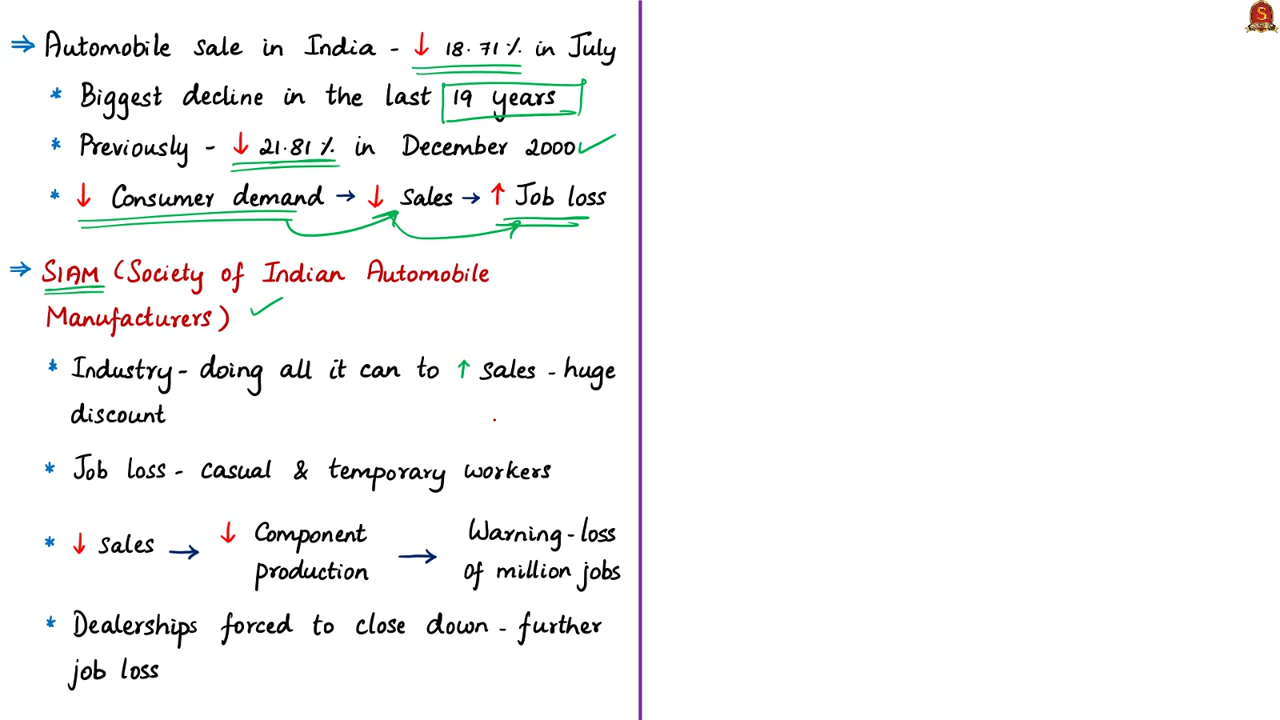 ⇒ Automobile sale in India - ↓ 18.71% in July
* Biggest decline in the last 19 years
* Previously - ↓ 21.81% in December 2000
* ↓ Consumer demand → ↓ Sales → ↑ Job loss
⇒ SIAM (Society of Indian Automobile
Manufacturers)
* Industry - doing all it can to ↑ sales - huge
discount
* Job loss - casual & temporary workers
* ↓ sales → ↓ Component production → Warning - loss of million jobs
* Dealerships forced to close down - further
job loss
S